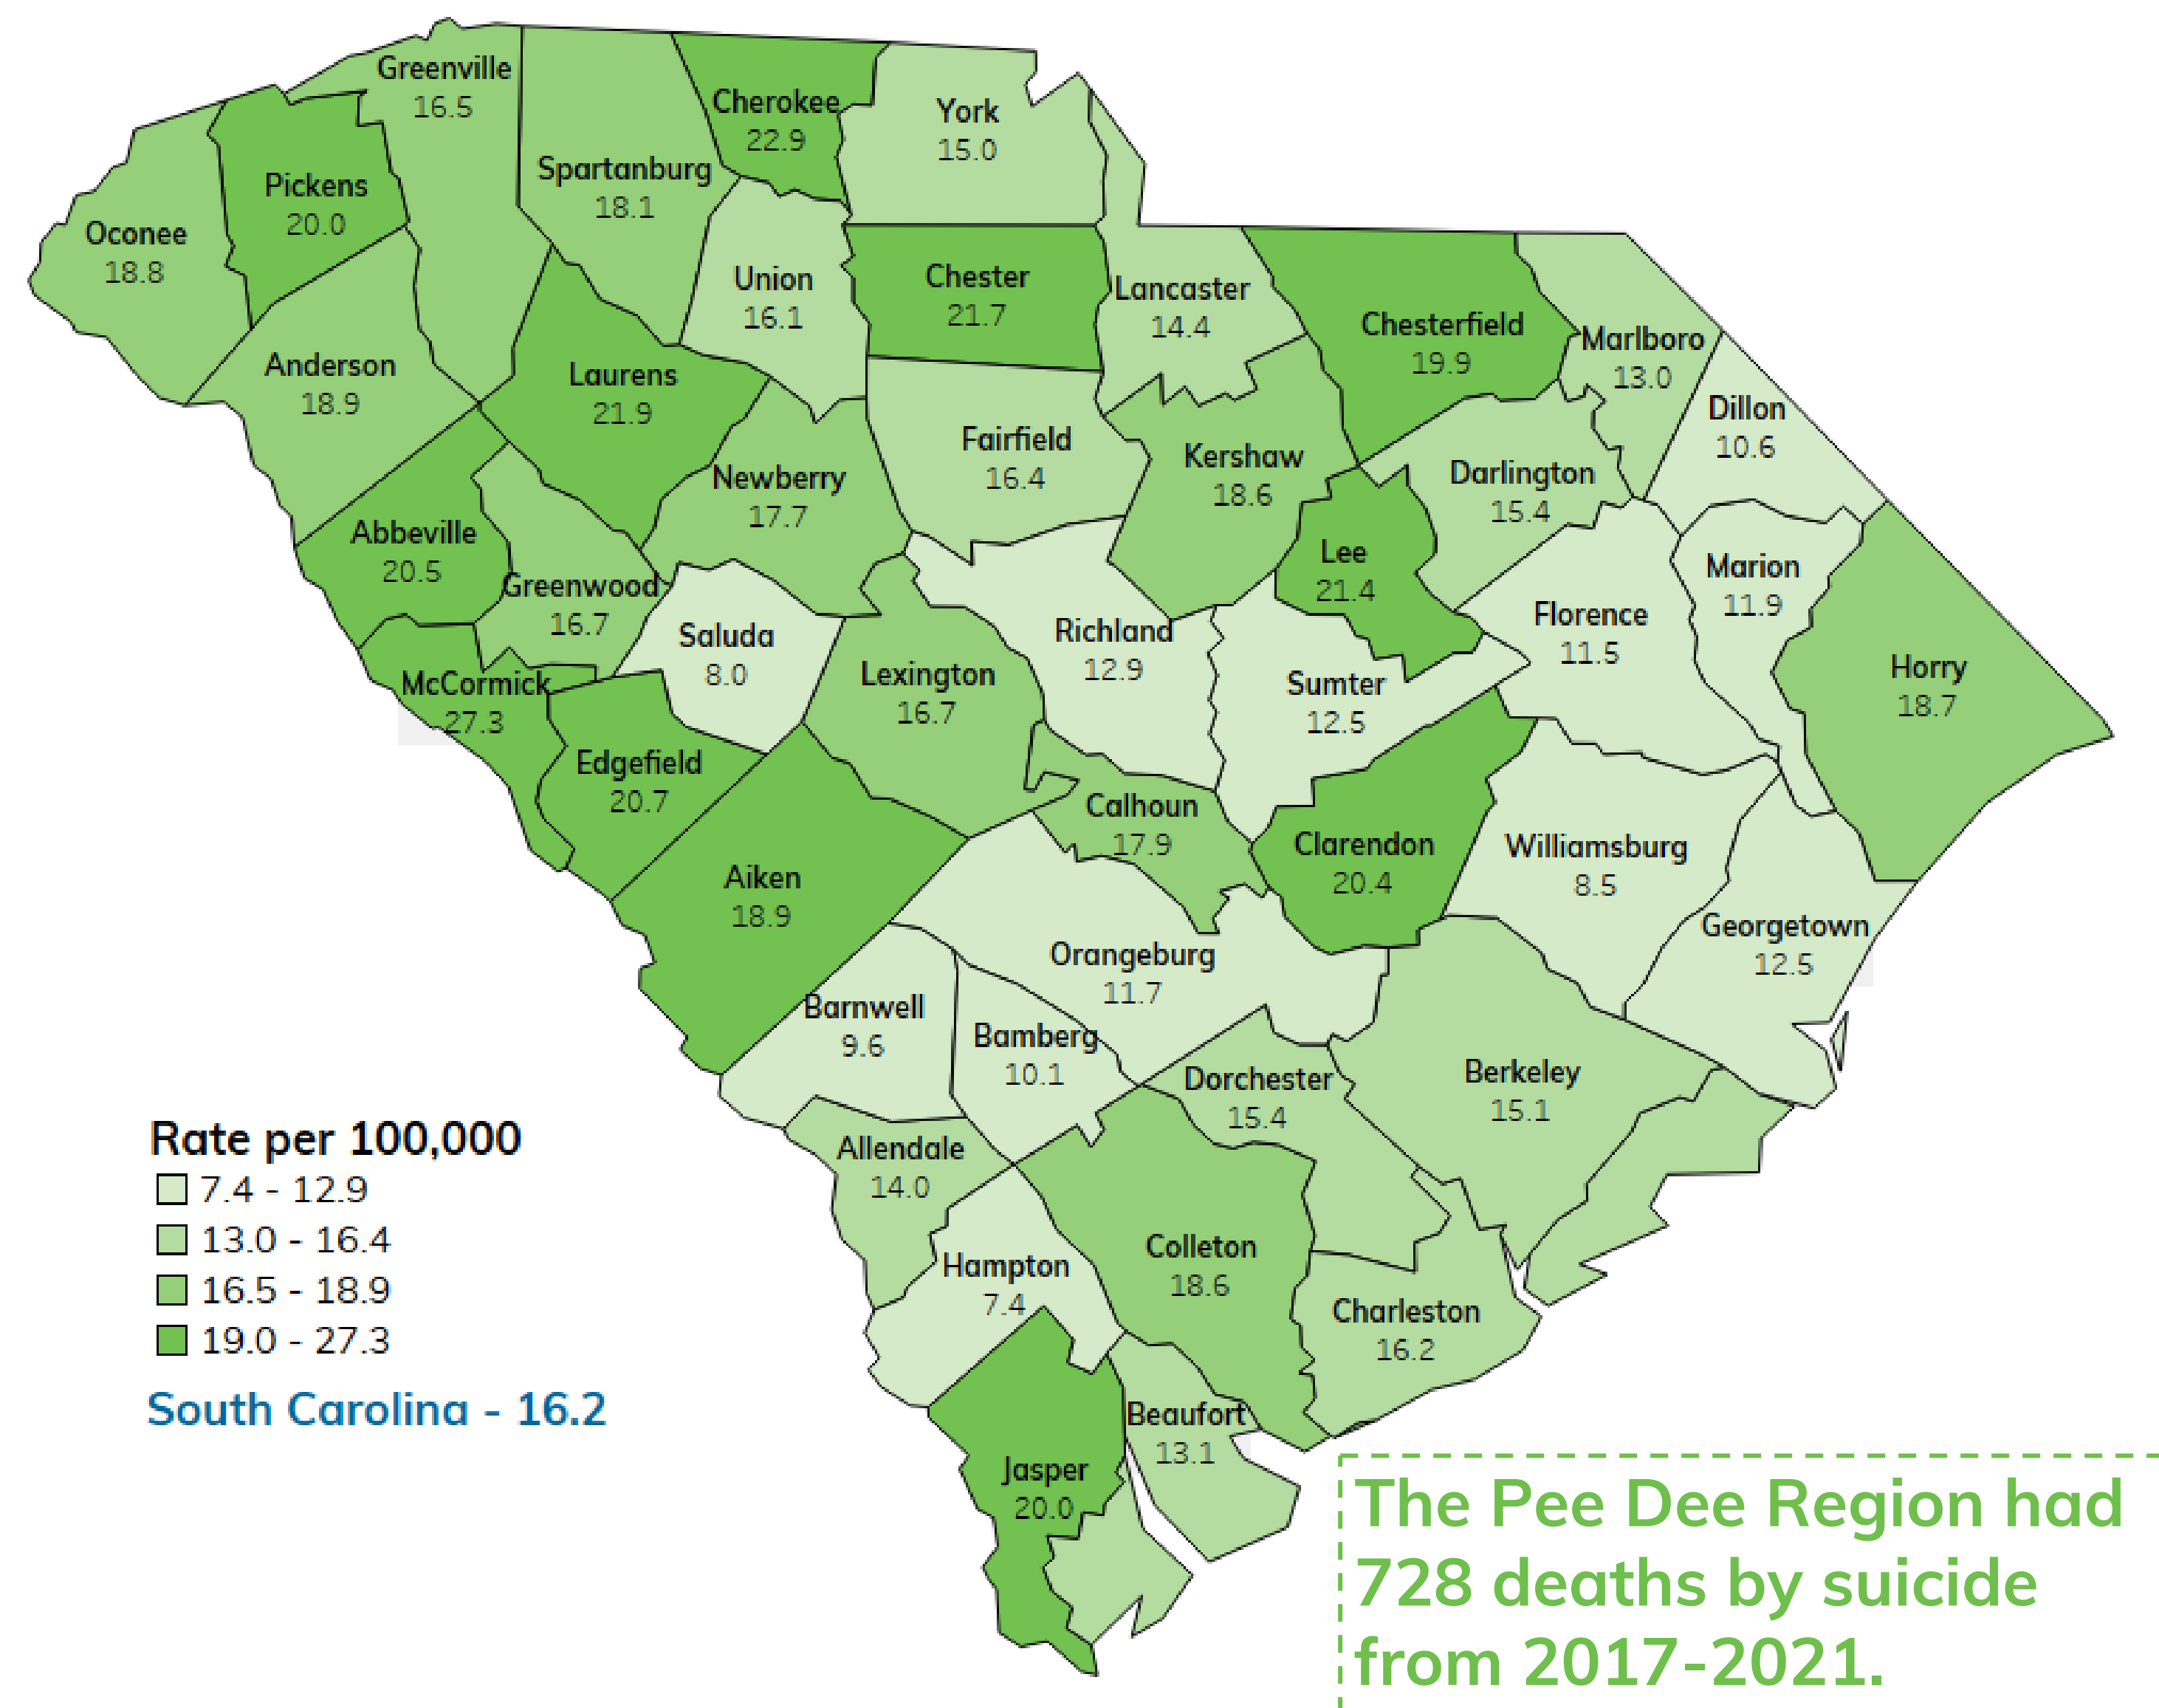 Greenville
16.5
Cherokee
22.9
York
15.0
Spartanburg
18.1
Pickens
20.0
Oconee
18.8
Union
16.1
Chester
21.7
Lancaster
14.4
Chesterfield
19.9
Marlboro
13.0
Anderson
18.9
Laurens
21.9
Dillon
10.6
Fairfield
16.4
Kershaw
18.6
Darlington
15.4
Newberry
17.7
Abbeville
20.5
Greenwood
16.7
Lee
21.4
Marion
11.9
Florence
11.5
Saluda
8.0
Richland
12.9
Horry
18.7
McCormick
27.3
Lexington
16.7
Sumter
12.5
Edgefield
20.7
Calhoun
17.9
Clarendon
20.4
Williamsburg
8.5
Aiken
18.9
Georgetown
12.5
Orangeburg
11.7
Barnwell
9.6
Bamberg
10.1
Dorchester
15.4
Berkeley
15.1
Allendale
14.0
Colleton
18.6
Hampton
7.4
Charleston
16.2
Beaufort
13.1
Jasper
20.0
Rate per 100,000
7.4 - 12.9
13.0 - 16.4
16.5 - 18.9
19.0 - 27.3
South Carolina - 16.2
The Pee Dee Region had
728 deaths by suicide
from 2017-2021.